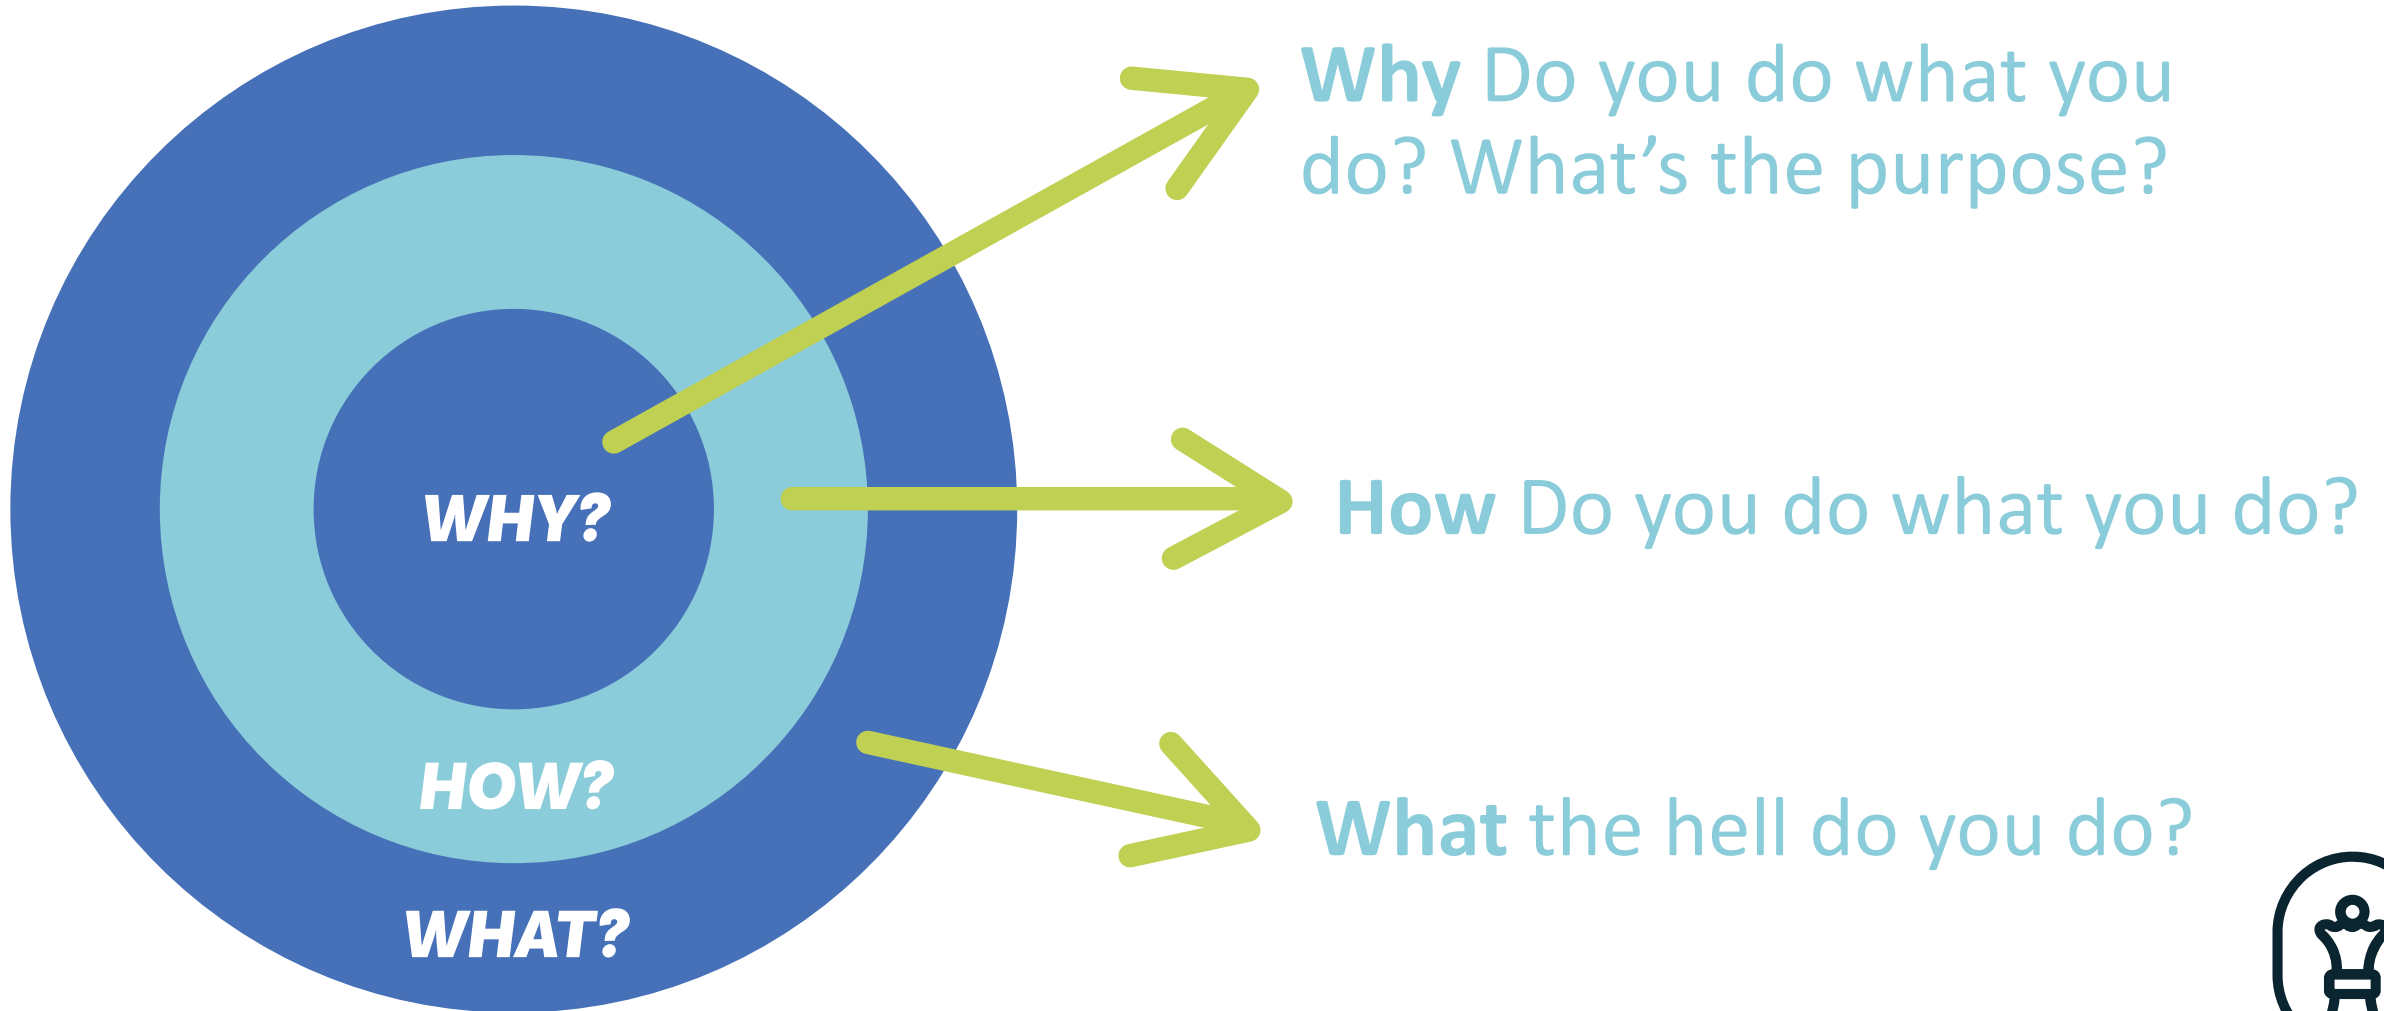 Why Do you do what you
do? What’s the purpose?
WHY?
How Do you do what you do?
HOW?
What the hell do you do?
WHAT?